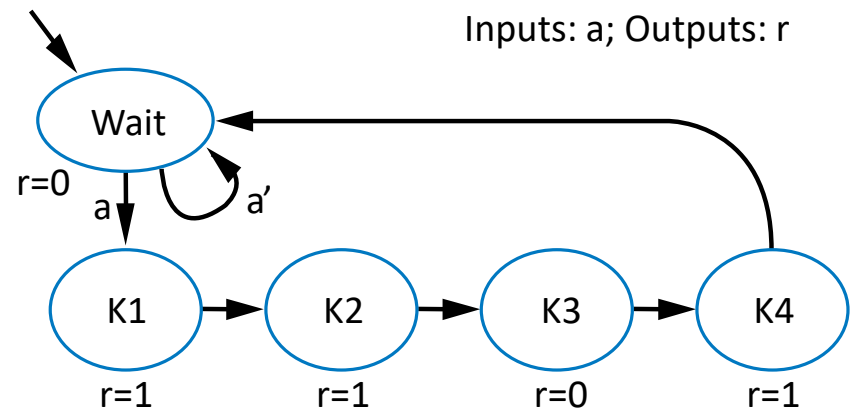 Inputs: a; Outputs: r
Wait
r=0
a
a’
K1
K2
K3
K4
r=1
r=1
r=0
r=1